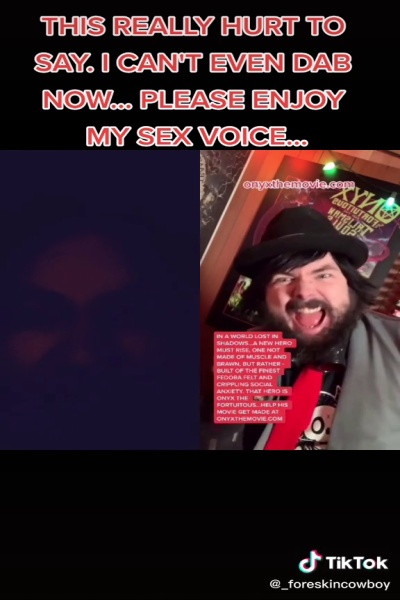 THIS REALLY HURT TO
SAY. I CAN'T EVEN DAB
NOW... PLEASE ENJOY
MY SEX VOICE...
onyxthemovie.com
IN A WORLD LOST IN
SHADOWS...A NEW HERO
MUST RISE, ONE NOT
MADE OF MUSCLE AND
BRAWN, BUT RATHER -
BUILT OF THE FINEST
FEDORA FELT AND
CRIPPLING SOCIAL
ANXIETY. THAT HERO IS
ONYX THE
FORTUITOUS...HELP HIS
MOVIE GET MADE AT
ONYXTHEMOVIE.COM
TikTok
@_foreskincowboy